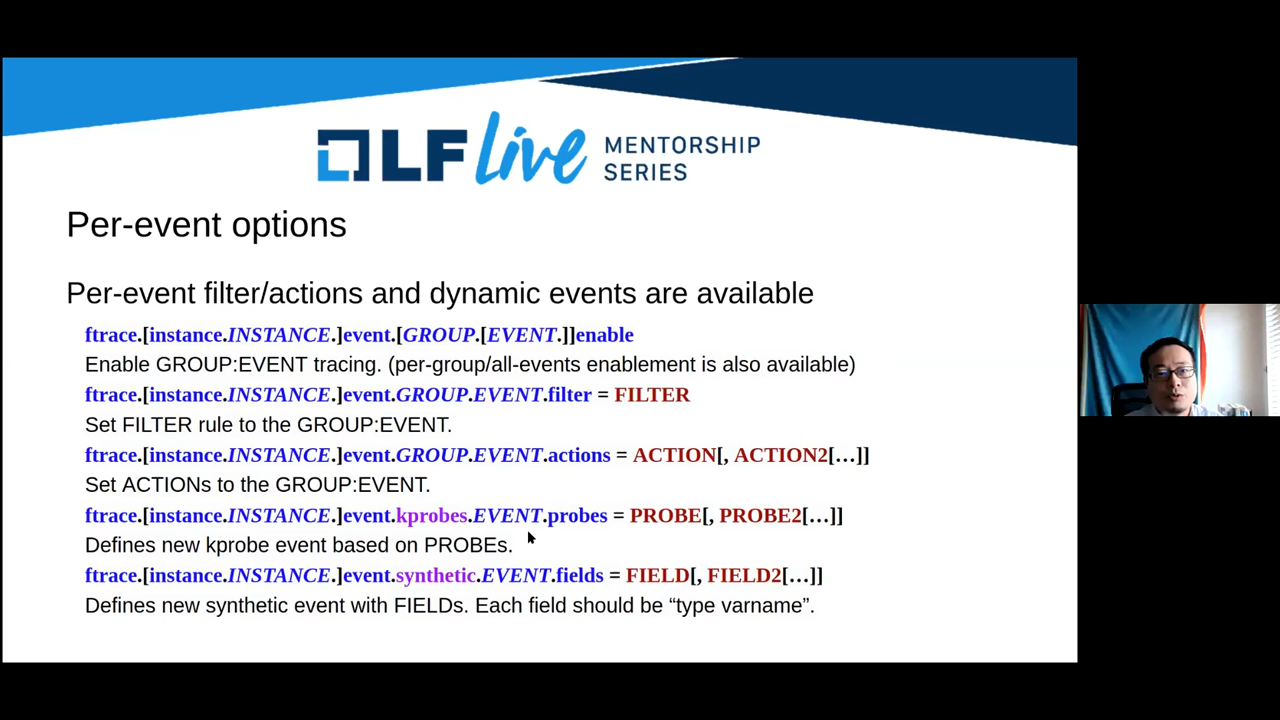 LF Live MENTORSHIP
SERIES
Per-event options
Per-event filter/actions and dynamic events are available
ftrace.[instance.INSTANCE.]event.[GROUP.[EVENT.]]enable
Enable GROUP:EVENT tracing. (per-group/all-events enablement is also available)
ftrace.[instance.INSTANCE.]event.GROUP.EVENT.filter = FILTER
Set FILTER rule to the GROUP:EVENT.
ftrace.[instance.INSTANCE.]event.GROUP.EVENT.actions = ACTION[, ACTION2[…]]
Set ACTIONs to the GROUP:EVENT.
ftrace.[instance.INSTANCE.]event.kprobes.EVENT.probes = PROBE[, PROBE2[…]]
Defines new kprobe event based on PROBEs.
ftrace.[instance.INSTANCE.]event.synthetic.EVENT.fields = FIELD[, FIELD2[…]]
Defines new synthetic event with FIELDs. Each field should be “type varname”.